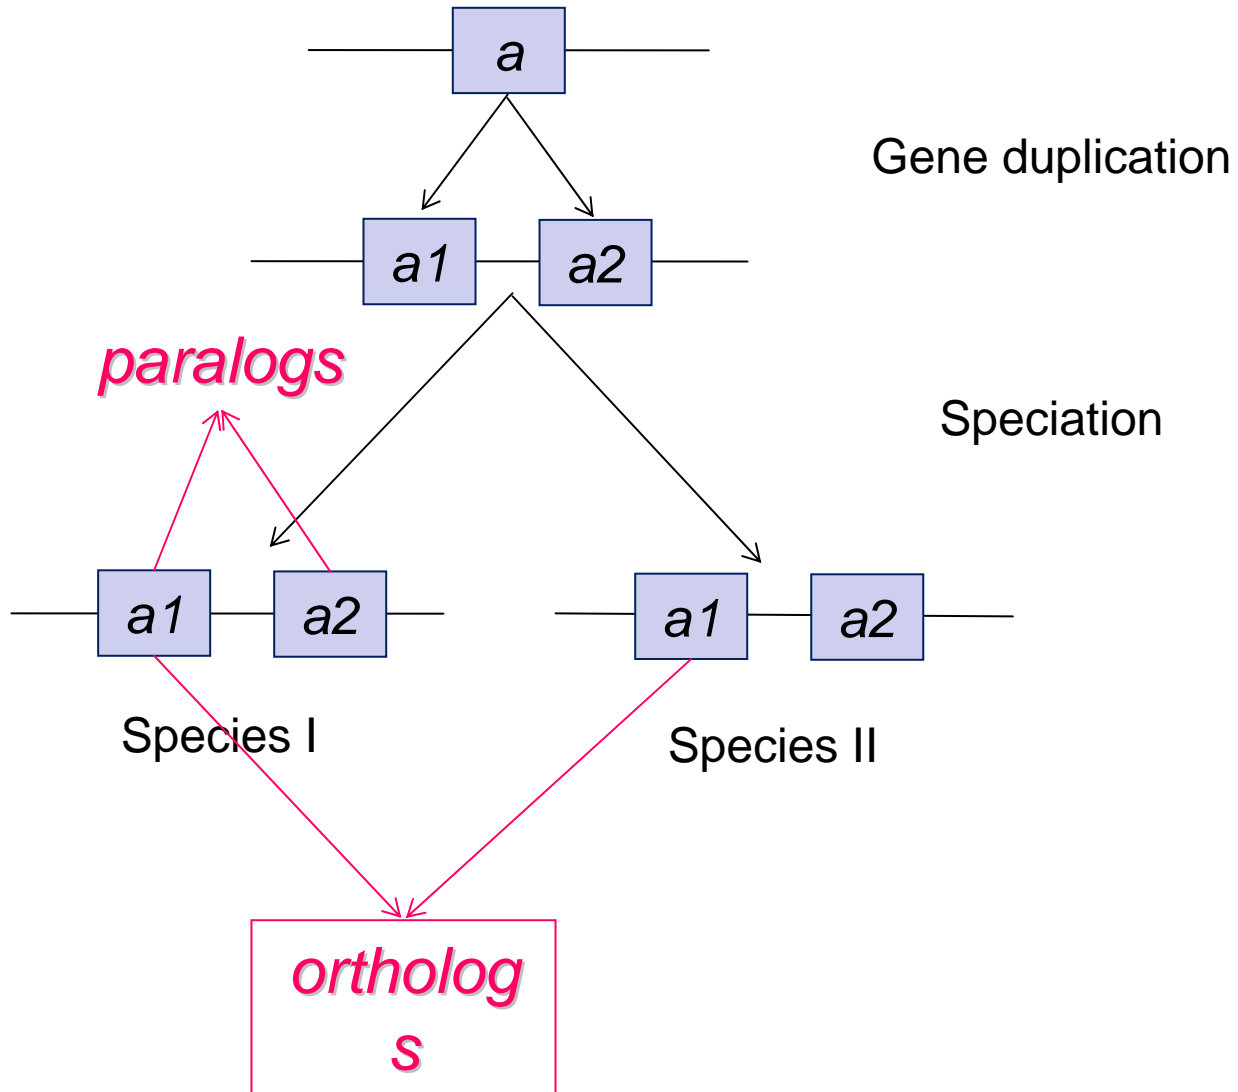 a
Gene duplication
a1 a2
paralogs
Speciation
a1 a2 a1 a2
Species I Species II
ortholog
s